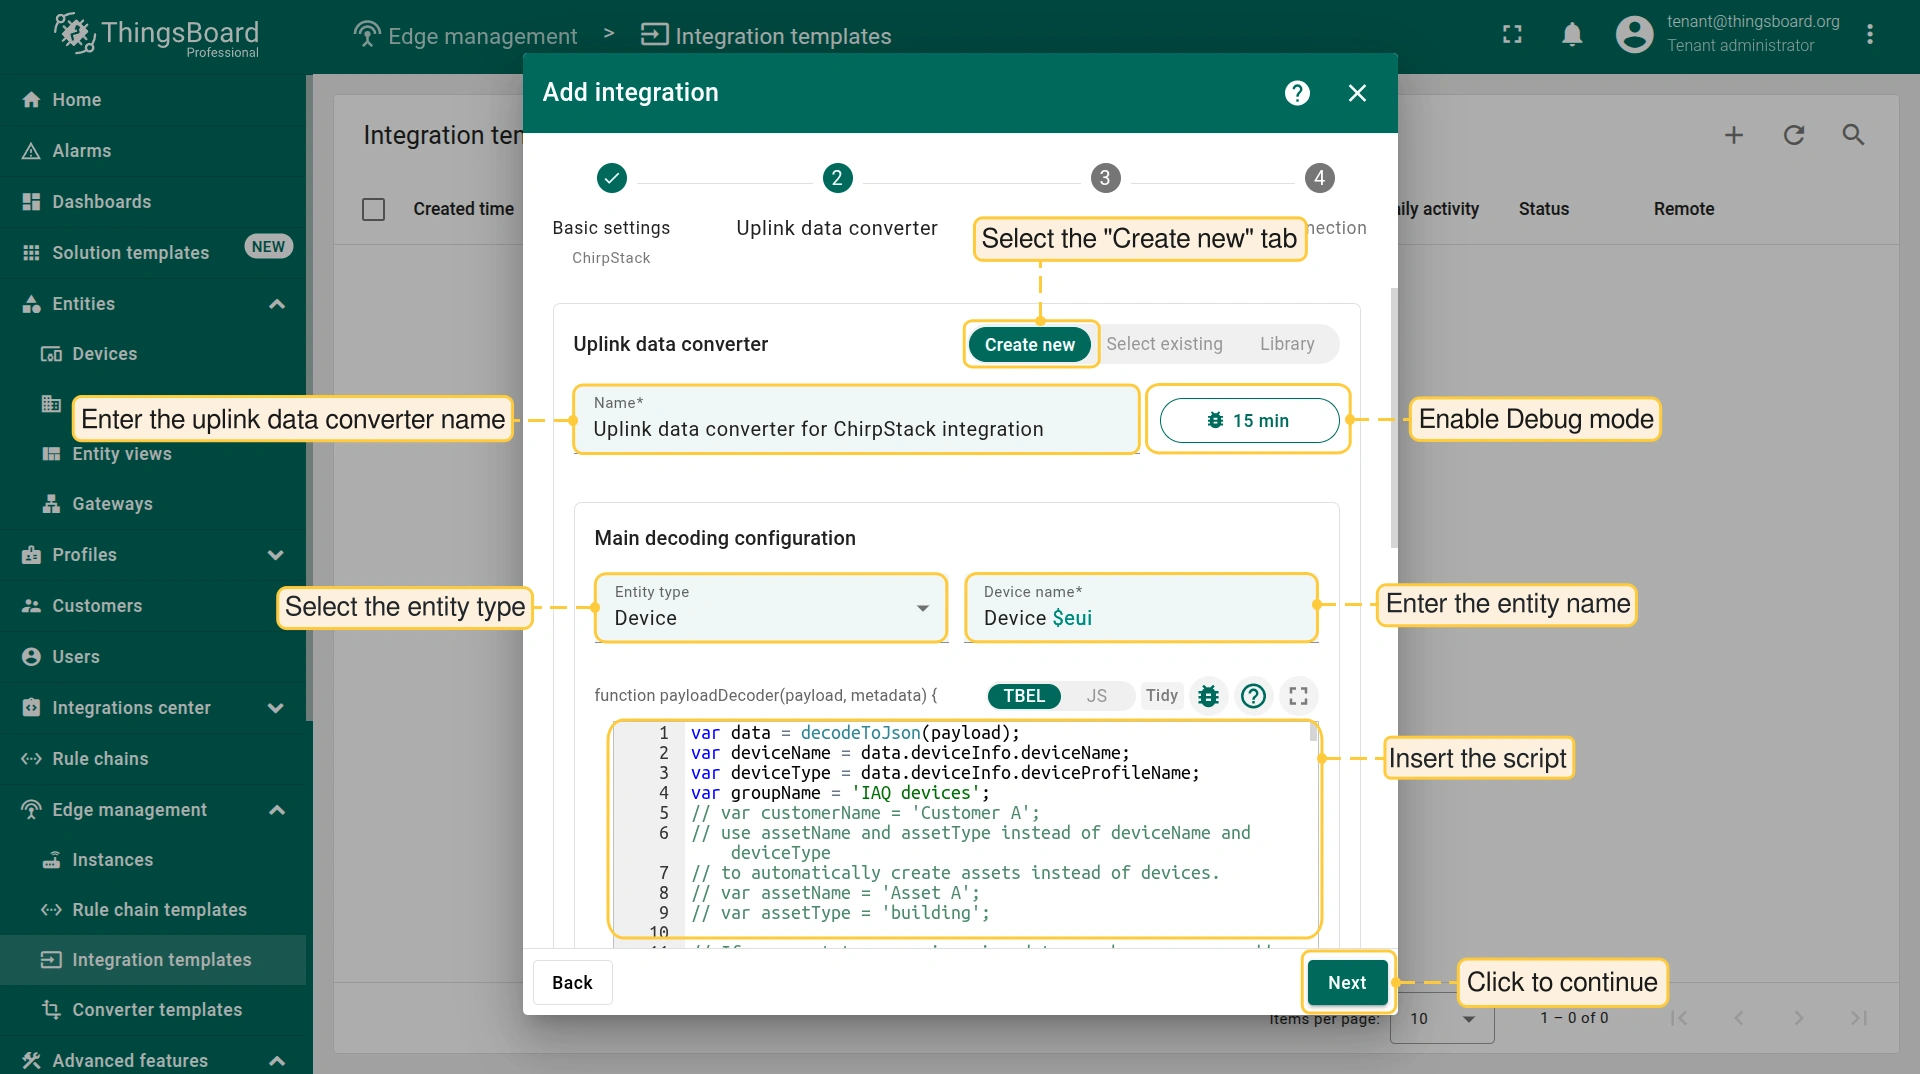 ThingsBoard
Professional
Edge management > Integration templates
tenant@thingsboard.org
Tenant administrator
Home
Alarms
Dashboards
Solution templates NEW
Entities
Devices
Entity views
Gateways
Profiles
Customers
Users
Integrations center
Rule chains
Edge management
Instances
Rule chain templates
Integration templates
Converter templates
Advanced features
Integration
Created time
Status
Remote
activity
Add integration
2
3
4
Basic settings
ChirpStack
Uplink data converter
Select the "Create new" tab
Uplink data converter
Create new
Select existing
Library
Enter the uplink data converter name
Name*
Uplink data converter for ChirpStack integration
15 min
Enable Debug mode
Main decoding configuration
Select the entity type
Entity type
Device
Device name*
Device $eui
Enter the entity name
function payloadDecoder(payload, metadata) {
TBEL
JS
Tidy
1 var data = decodeToJson(payload);
2 var deviceName = data.deviceInfo.deviceName;
3 var deviceType = data.deviceInfo.deviceProfileName;
4 var groupName = 'IAQ devices';
5 // var customerName = 'Customer A';
6 // use assetName and assetType instead of deviceName and
deviceType
7 // to automatically create assets instead of devices.
8 // var assetName = 'Asset A';
9 // var assetType = 'building';
10
Insert the script
Back
Next
Click to continue
Items per page:
10
1 – 0 of 0